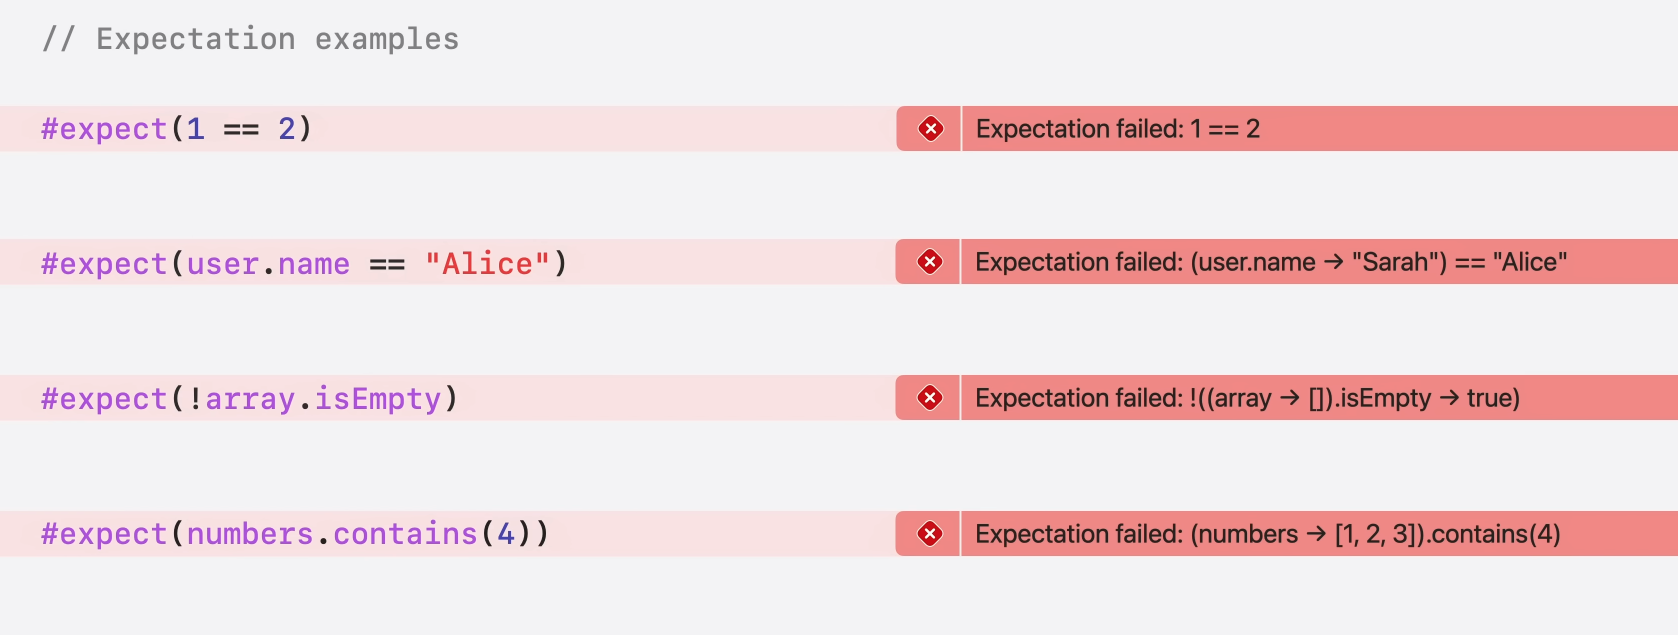 // Expectation examples
#expect(1 == 2)
Expectation failed: 1 == 2
#expect(user.name == "Alice")
Expectation failed: (user.name → "Sarah") == "Alice"
#expect(!array.isEmpty)
Expectation failed: !((array → []).isEmpty → true)
#expect(numbers.contains(4))
Expectation failed: (numbers → [1, 2, 3]).contains(4)